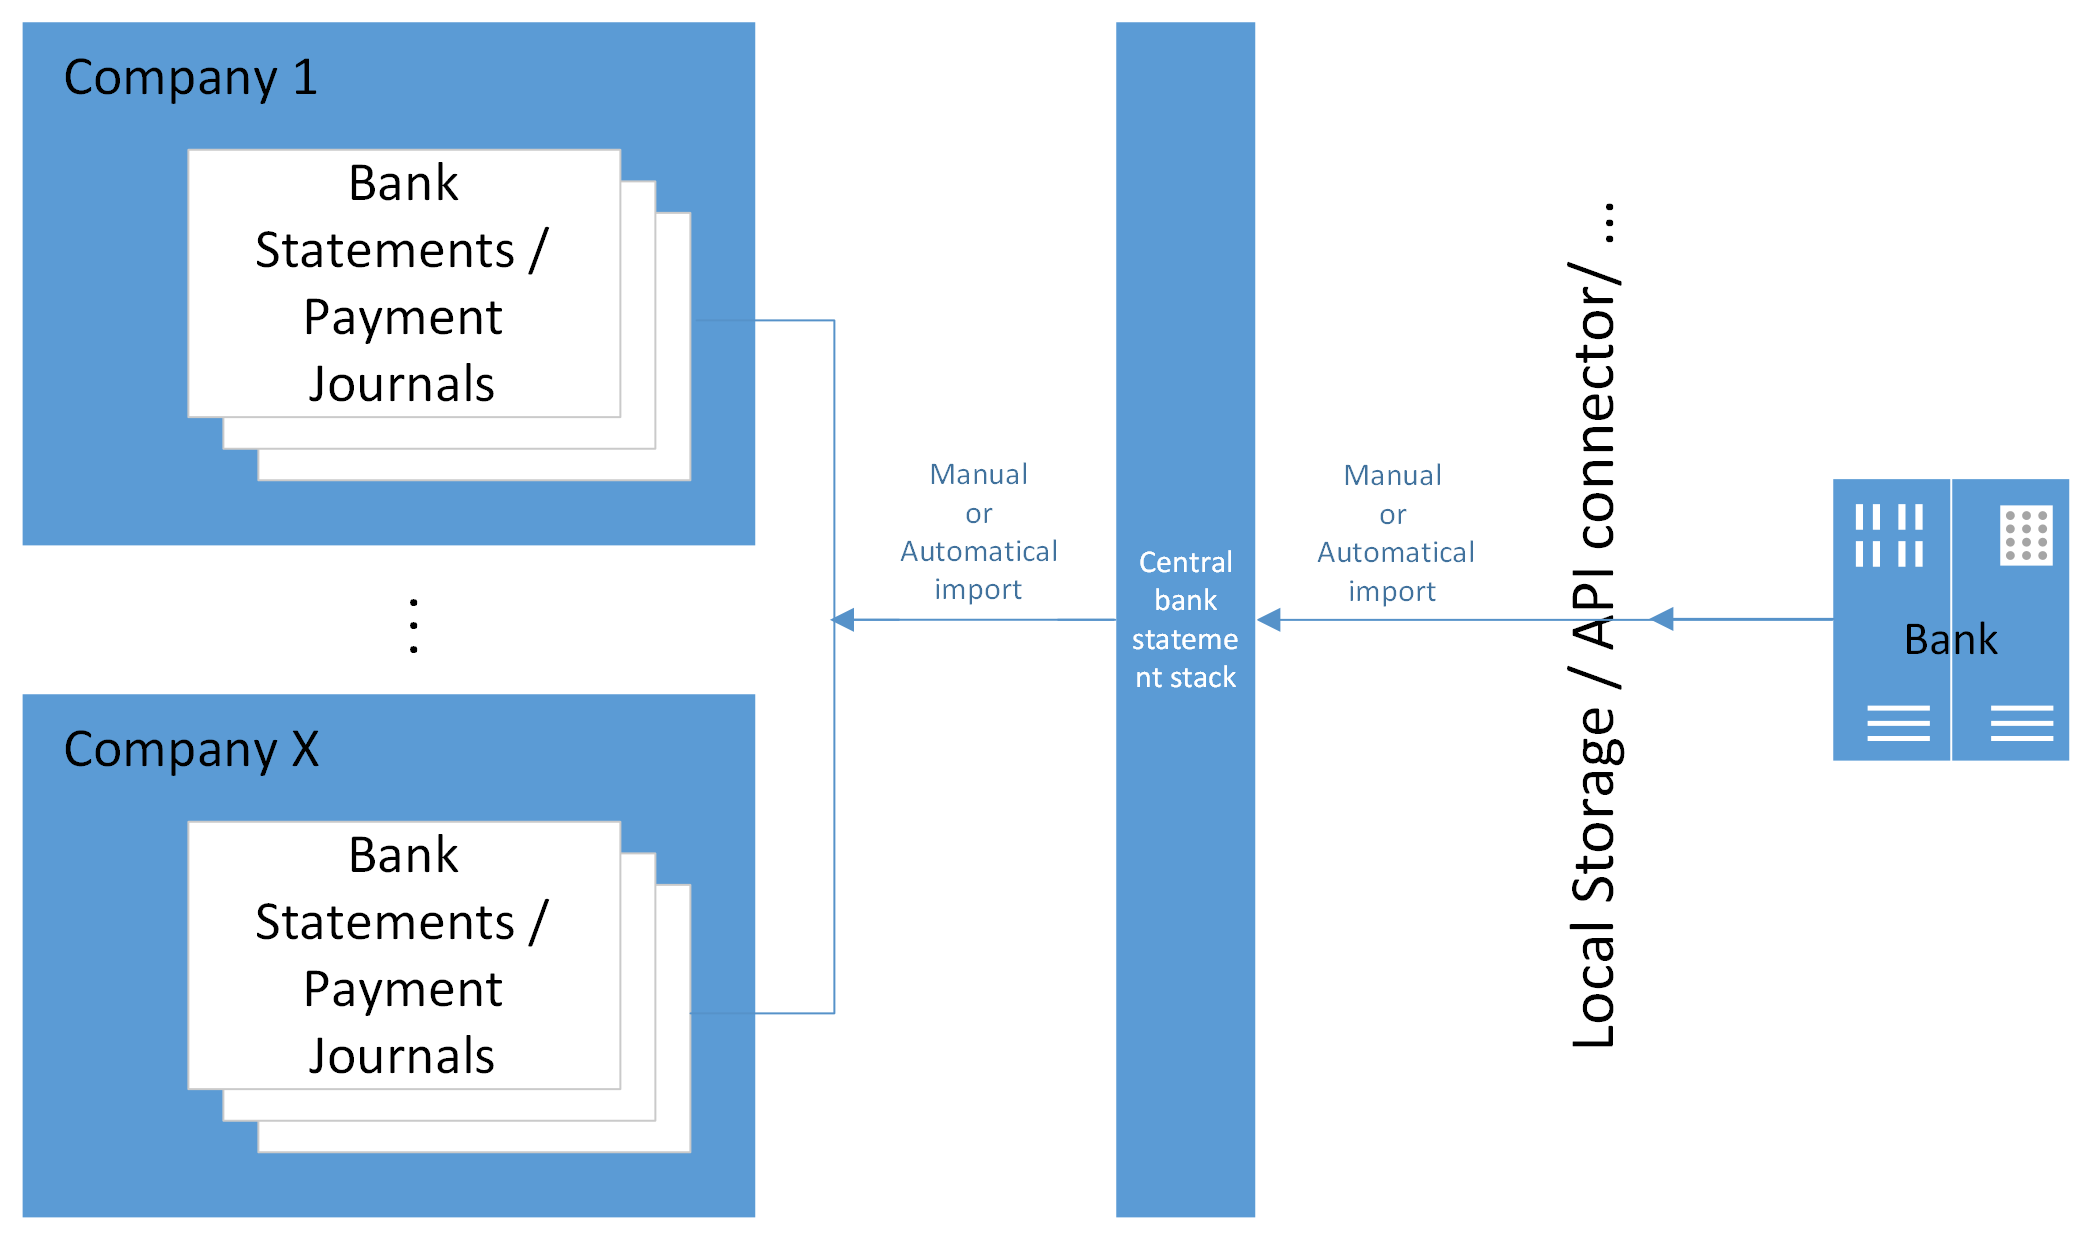 Company 1
Bank
Statements /
Payment
Journals
⋮
Company X
Bank
Statements /
Payment
Journals
Manual
or
Automatical
import
Central
bank
stateme
nt stack
Manual
or
Automatical
import
Local Storage / API connector/ ...
Bank